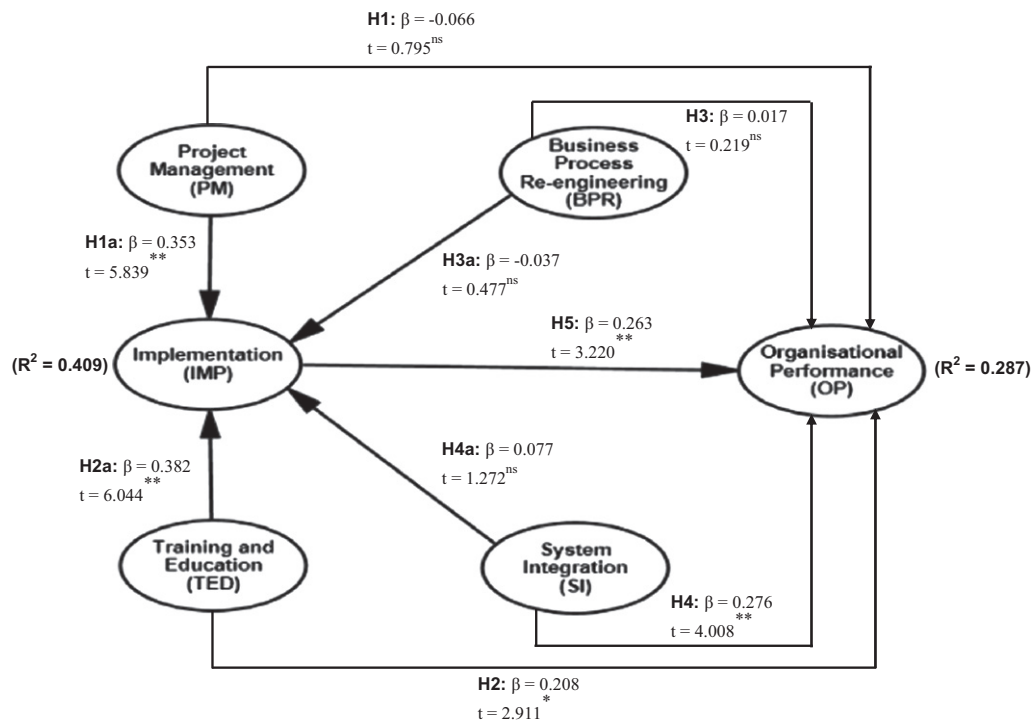 H1: β = -0.066
t = 0.795ns
Project
Management
(PM)
Business
Process
Re-engineering
(BPR)
H3: β = 0.017
t = 0.219ns
H1a: β = 0.353
t = 5.839**
H3a: β = -0.037
t = 0.477ns
H5: β = 0.263
t = 3.220**
(R2 = 0.409)
Implementation
(IMP)
Organisational
Performance
(OP)
(R2 = 0.287)
H2a: β = 0.382
t = 6.044**
H4a: β = 0.077
t = 1.272ns
Training and
Education
(TED)
System
Integration
(SI)
H4: β = 0.276
t = 4.008**
H2: β = 0.208
t = 2.911*